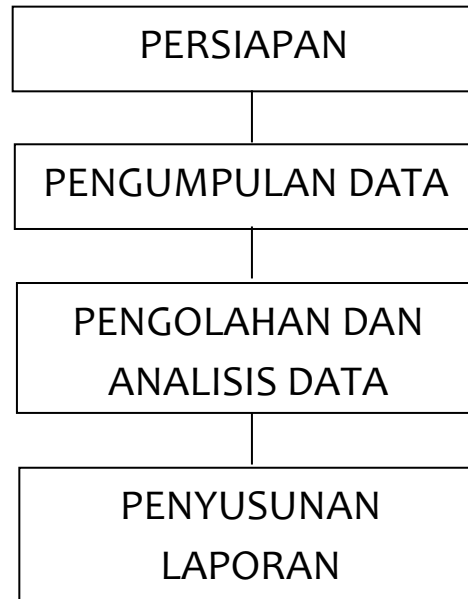 PERSIAPAN
PENGUMPULAN DATA
PENGOLAHAN DAN
ANALISIS DATA
PENYUSUNAN
LAPORAN